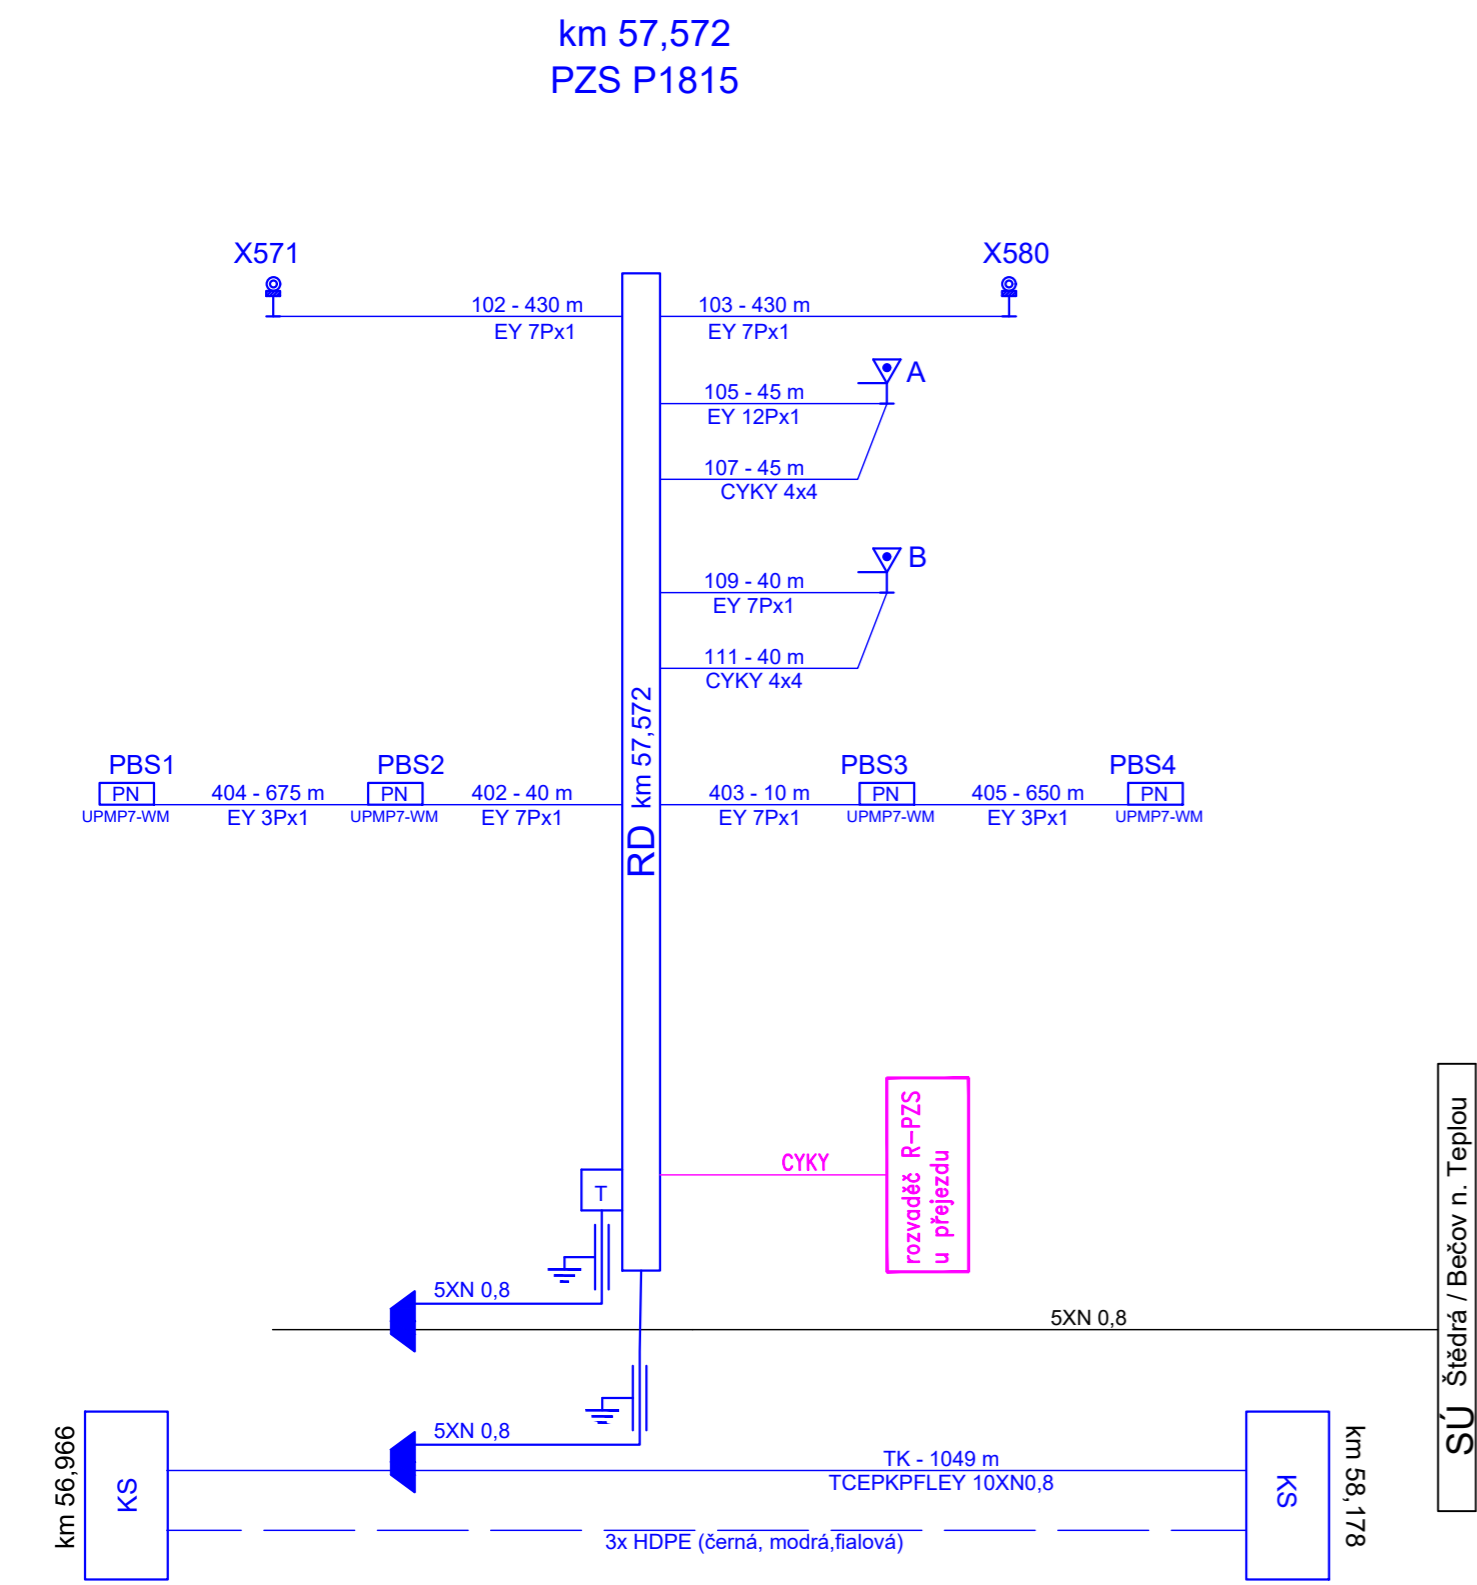 km 57,572
PZS P1815
X571
X580
102 - 430 m
EY 7Px1
103 - 430 m
EY 7Px1
A
105 - 45 m
EY 12Px1
107 - 45 m
CYKY 4x4
B
109 - 40 m
EY 7Px1
111 - 40 m
CYKY 4x4
RD km 57,572
PBS1
PN
UPMP7-WM
404 - 675 m
EY 3Px1
PBS2
PN
UPMP7-WM
402 - 40 m
EY 7Px1
403 - 10 m
EY 7Px1
PBS3
PN
UPMP7-WM
405 - 650 m
EY 3Px1
PBS4
PN
UPMP7-WM
CYKY
rozvaděč R-PZS
u přejezdu
T
5XN 0,8
5XN 0,8
SÚ Štědrá / Bečov n. Teplou
5XN 0,8
km 56,966
KS
TK - 1049 m
TCEPKPFLEY 10XN0,8
3x HDPE (černá, modrá,fialová)
KS
km 58,178